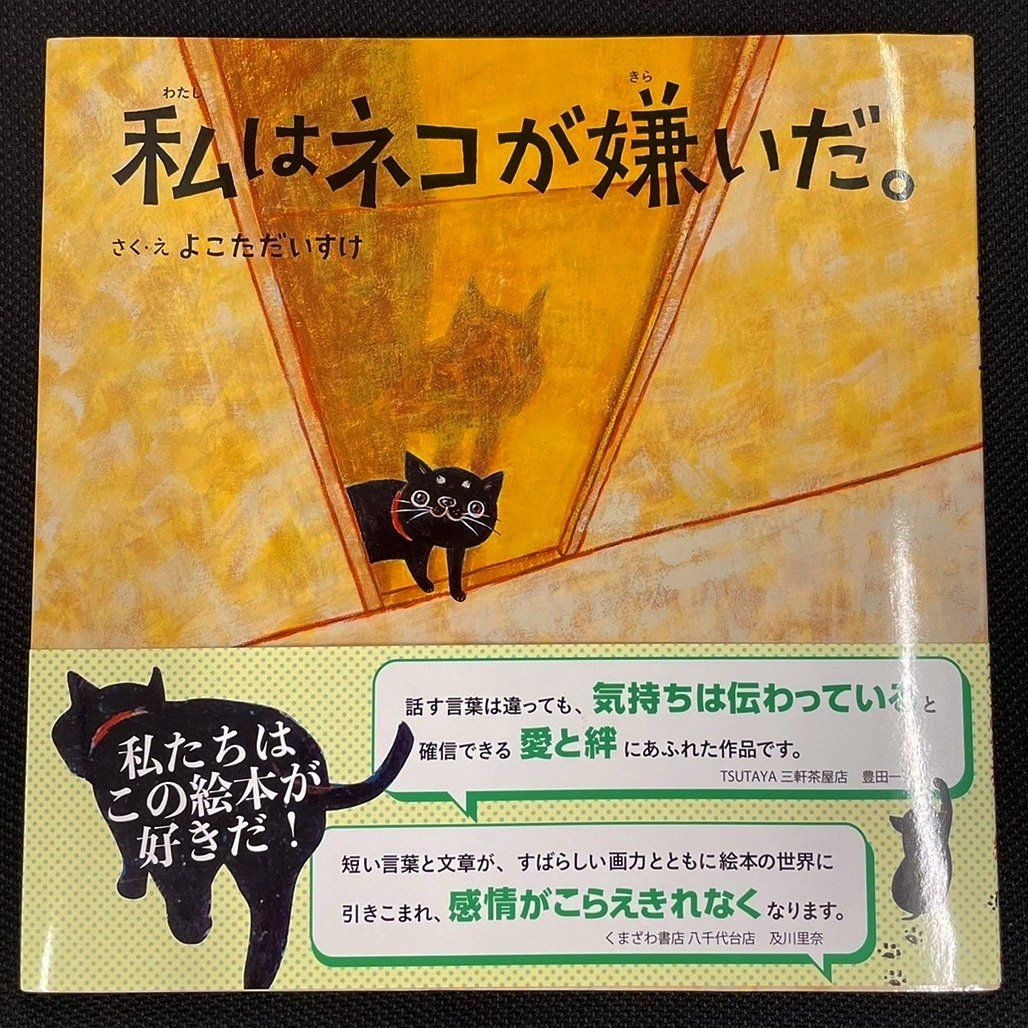 私はネコが嫌いだ。
わたし
きら
さく・え よこただいすけ
私たちは
この絵本が
好きだ!
話す言葉は違っても、気持ちは伝わっていると
確信できる 愛と絆 にあふれた作品です。
TSUTAYA 三軒茶屋店 豊田一
短い言葉と文章が、すばらしい画力とともに絵本の世界に
引きこまれ、感情がこらえきれなくなります。
くまざわ書店 八千代台店 及川里奈